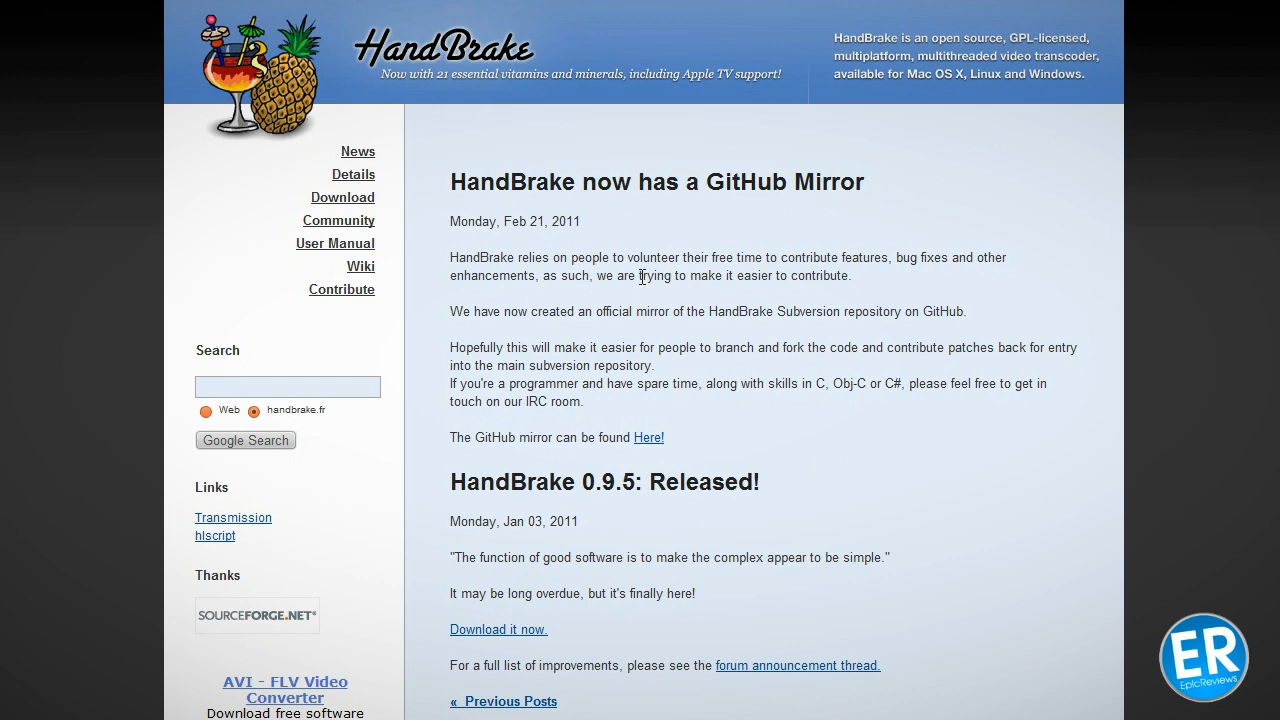 HandBrake
Now with 21 essential vitamins and minerals, including Apple TV support!
HandBrake is an open source, GPL-licensed,
multiplatform, multithreaded video transcoder,
available for Mac OS X, Linux and Windows.
News
Details
Download
Community
User Manual
Wiki
Contribute
Search
Web
handbrake.fr
Google Search
Links
Transmission
hlscript
Thanks
SOURCEFORGE.NET®
AVI - FLV Video
Converter
Download free software
HandBrake now has a GitHub Mirror
Monday, Feb 21, 2011
HandBrake relies on people to volunteer their free time to contribute features, bug fixes and other
enhancements, as such, we are trying to make it easier to contribute.
We have now created an official mirror of the HandBrake Subversion repository on GitHub.
Hopefully this will make it easier for people to branch and fork the code and contribute patches back for entry
into the main subversion repository.
If you're a programmer and have spare time, along with skills in C, Obj-C or C#, please feel free to get in
touch on our IRC room.
The GitHub mirror can be found Here!
HandBrake 0.9.5: Released!
Monday, Jan 03, 2011
"The function of good software is to make the complex appear to be simple."
It may be long overdue, but it's finally here!
Download it now.
For a full list of improvements, please see the forum announcement thread.
« Previous Posts
ER
EpicReviews